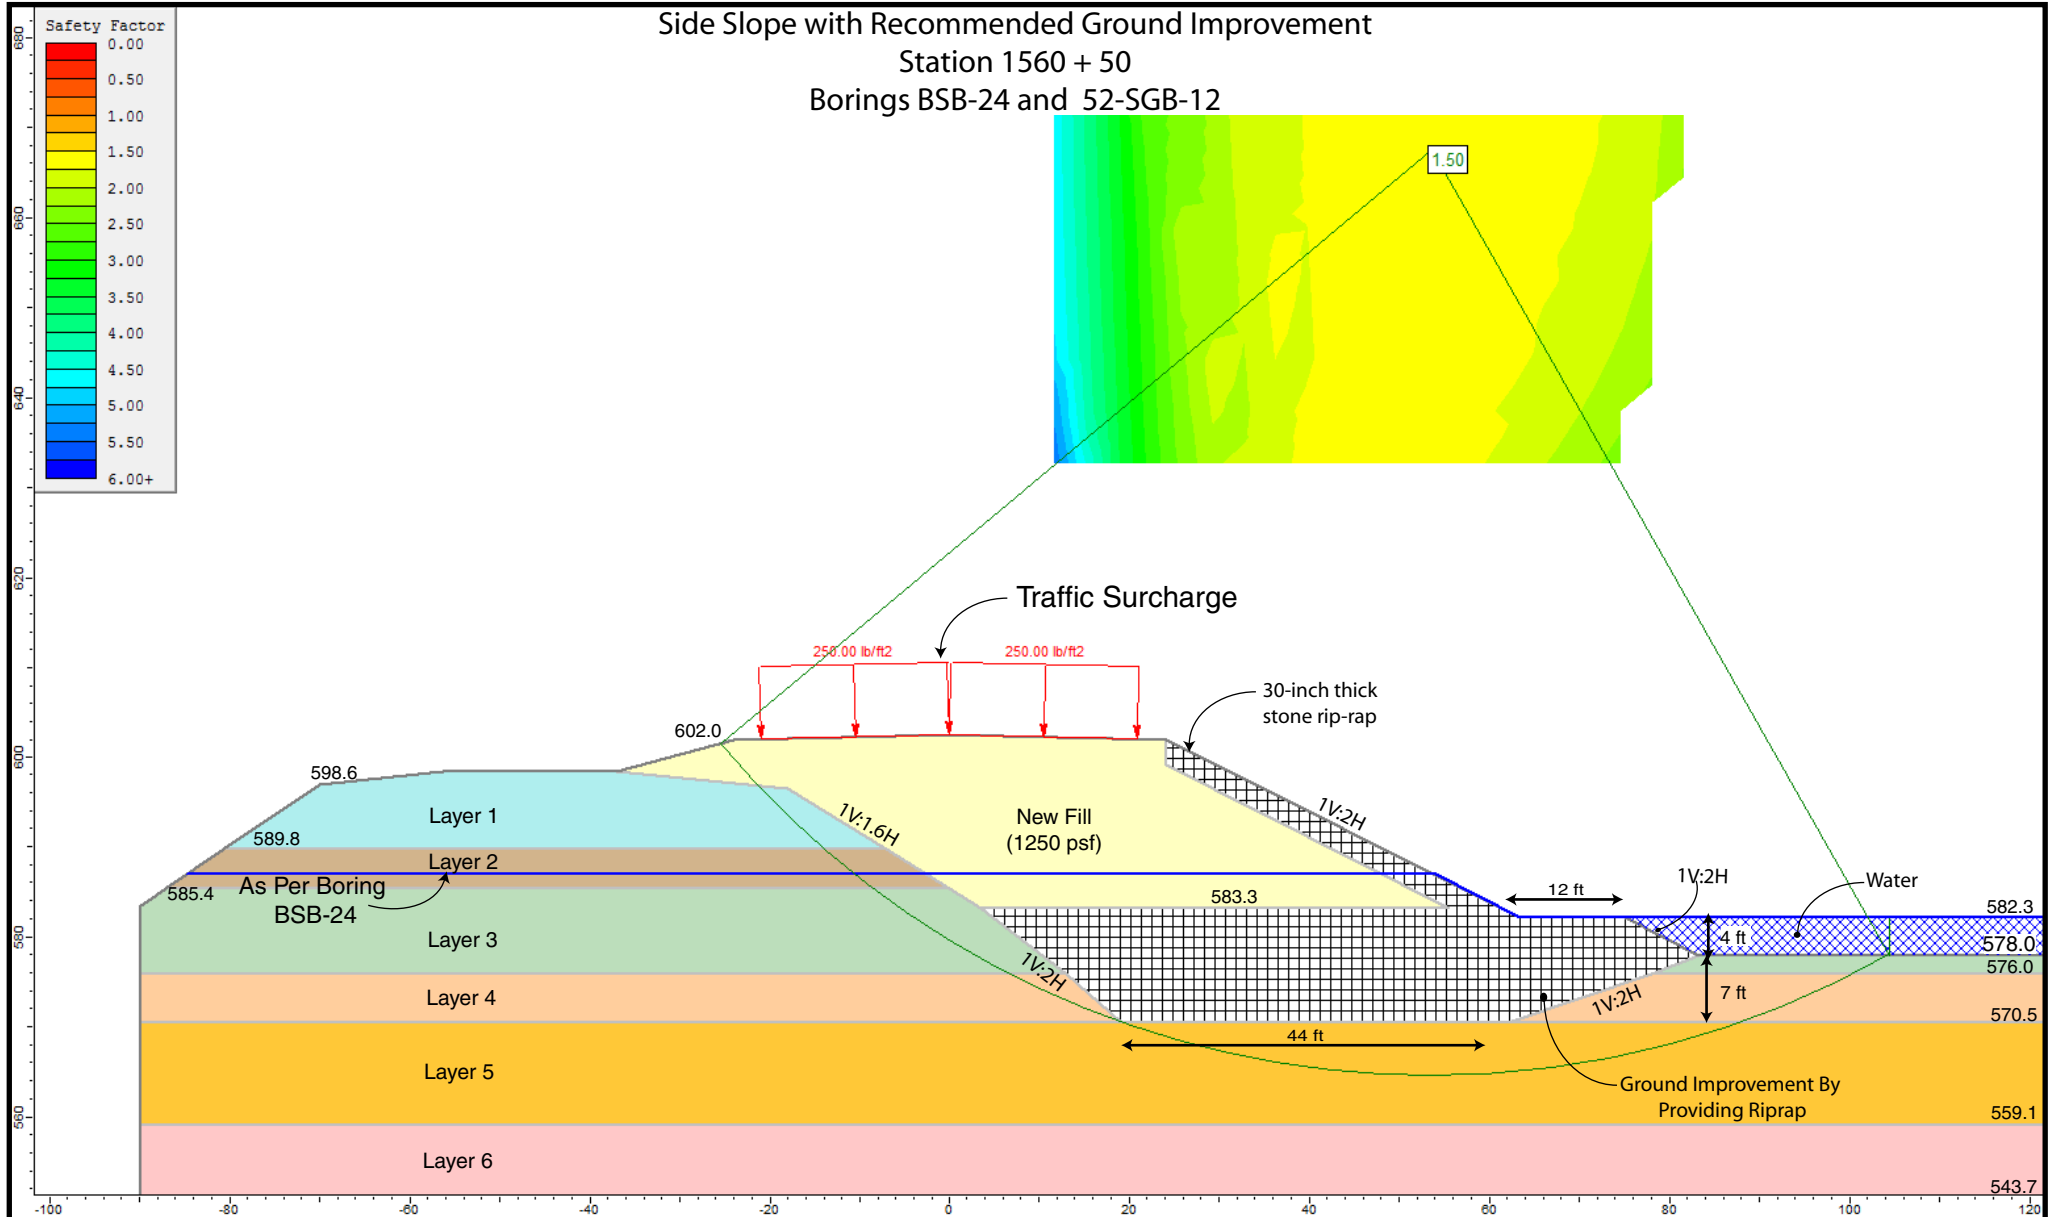 Side Slope with Recommended Ground Improvement
Station 1560 + 50
Borings BSB-24 and 52-SGB-12
Safety Factor
0.00
0.50
1.00
1.50
2.00
2.50
3.00
3.50
4.00
4.50
5.00
5.50
6.00+
680
660
640
620
600
580
560
1.50
Traffic Surcharge
250.00 lb/ft2
250.00 lb/ft2
30-inch thick
stone rip-rap
602.0
598.6
1V:2H
1V:1.6H
Layer 1
New Fill
(1250 psf)
589.8
Layer 2
1V:2H
Water
As Per Boring
BSB-24
585.4
12 ft
583.3
582.3
Layer 3
4 ft
578.0
576.0
1V:2H
1V:2H
7 ft
Layer 4
570.5
44 ft
Layer 5
Ground Improvement By
Providing Riprap
559.1
Layer 6
543.7
-100
-80
-60
-40
-20
0
20
40
60
80
100
120